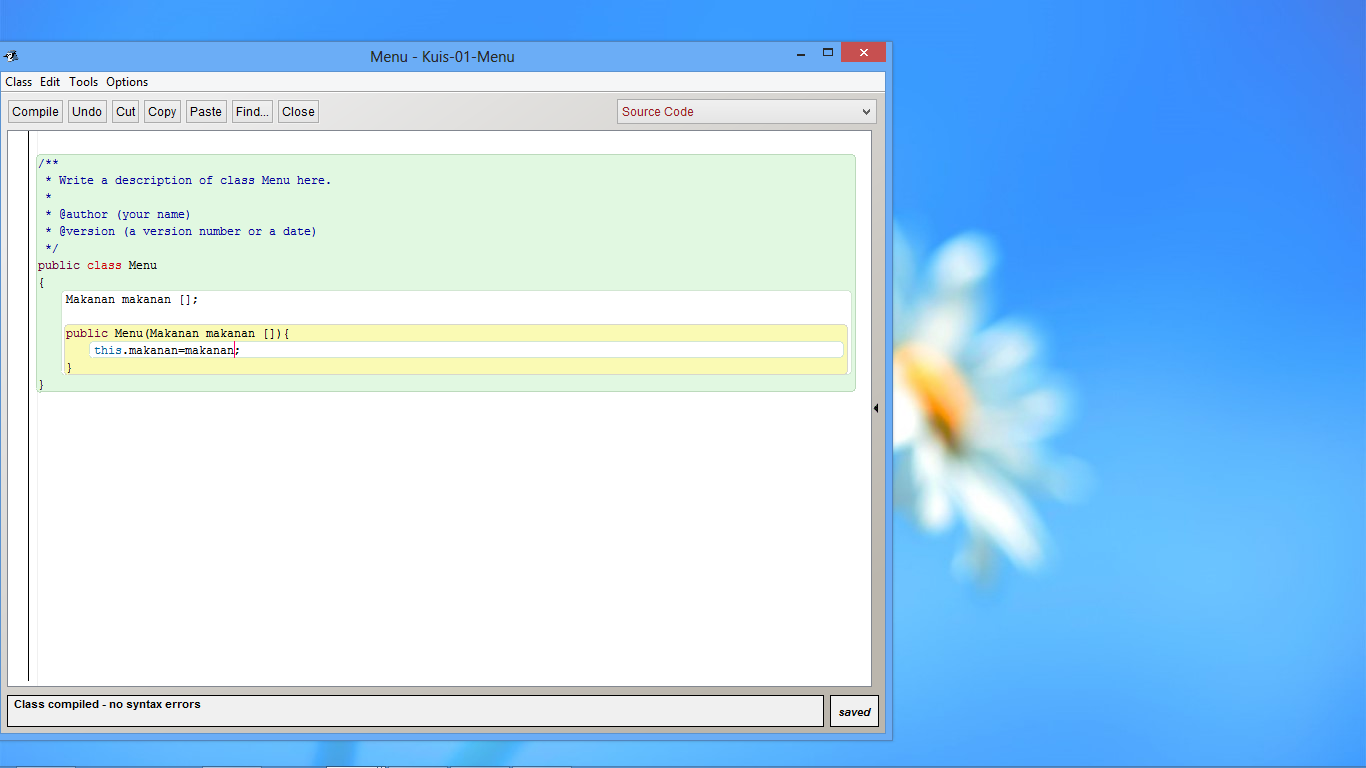 Menu - Kuis-01-Menu
Class Edit Tools Options
Compile Undo Cut Copy Paste Find... Close Source Code
/**
 * Write a description of class Menu here.
 *
 * @author (your name)
 * @version (a version number or a date)
 */
public class Menu
{
    Makanan makanan [];
    public Menu(Makanan makanan []){
        this.makanan=makanan;
    }
}
Class compiled - no syntax errors
saved